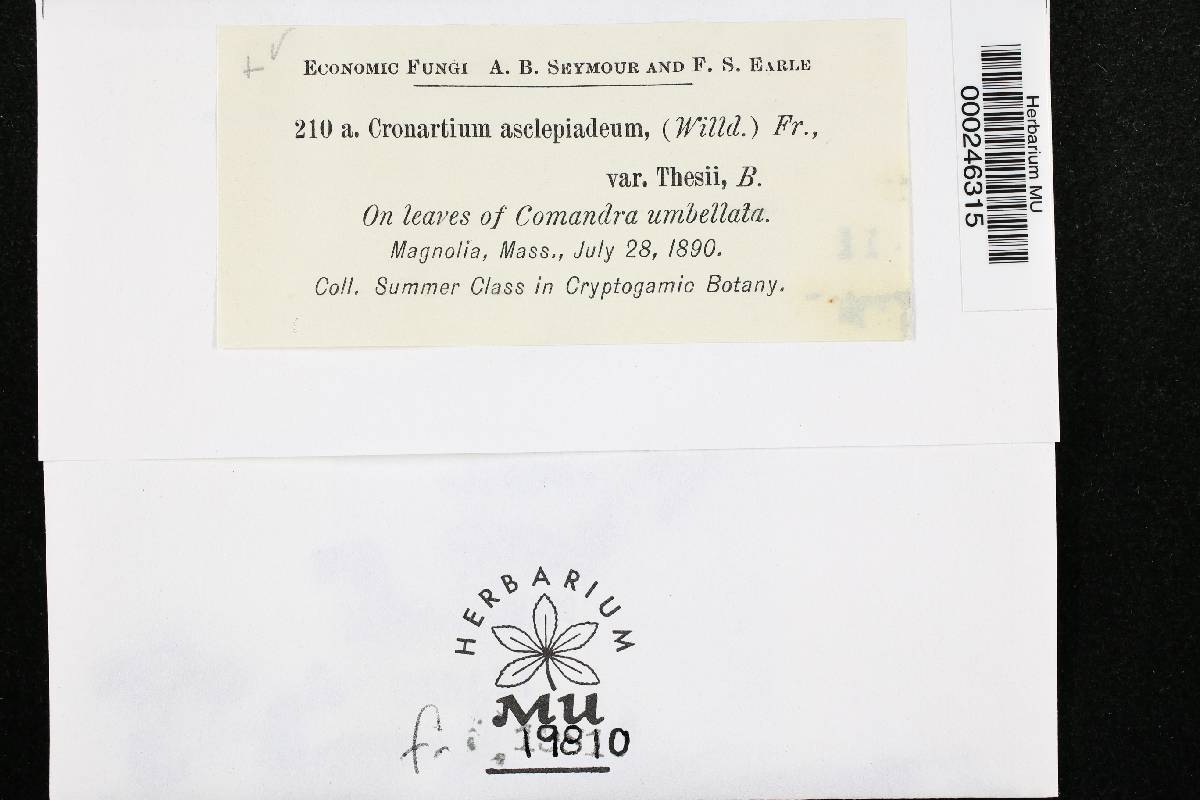 Economic Fungi A. B. Seymour and F. S. Earle
210 a. Cronartium asclepiadeum, (Willd.) Fr.,
var. Thesii, B.
On leaves of Comandra umbellata.
Magnolia, Mass., July 28, 1890.
Coll. Summer Class in Cryptogamic Botany.
Herbarium MU
000246315
HERBARIUM
MU
19810